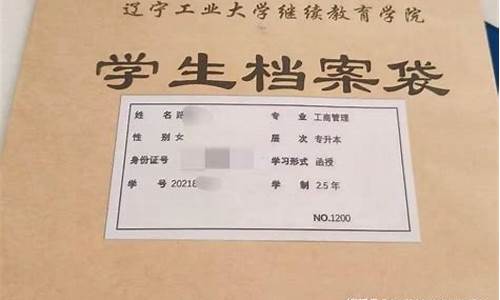 辽宁工业大学继续教育学院
学生档案袋
姓 名 专 业 工商管理
性 别 女 层 次 专升本
身份证号 学习形式 函授
学 号 20218 学 制 2.5 年
NO.1200